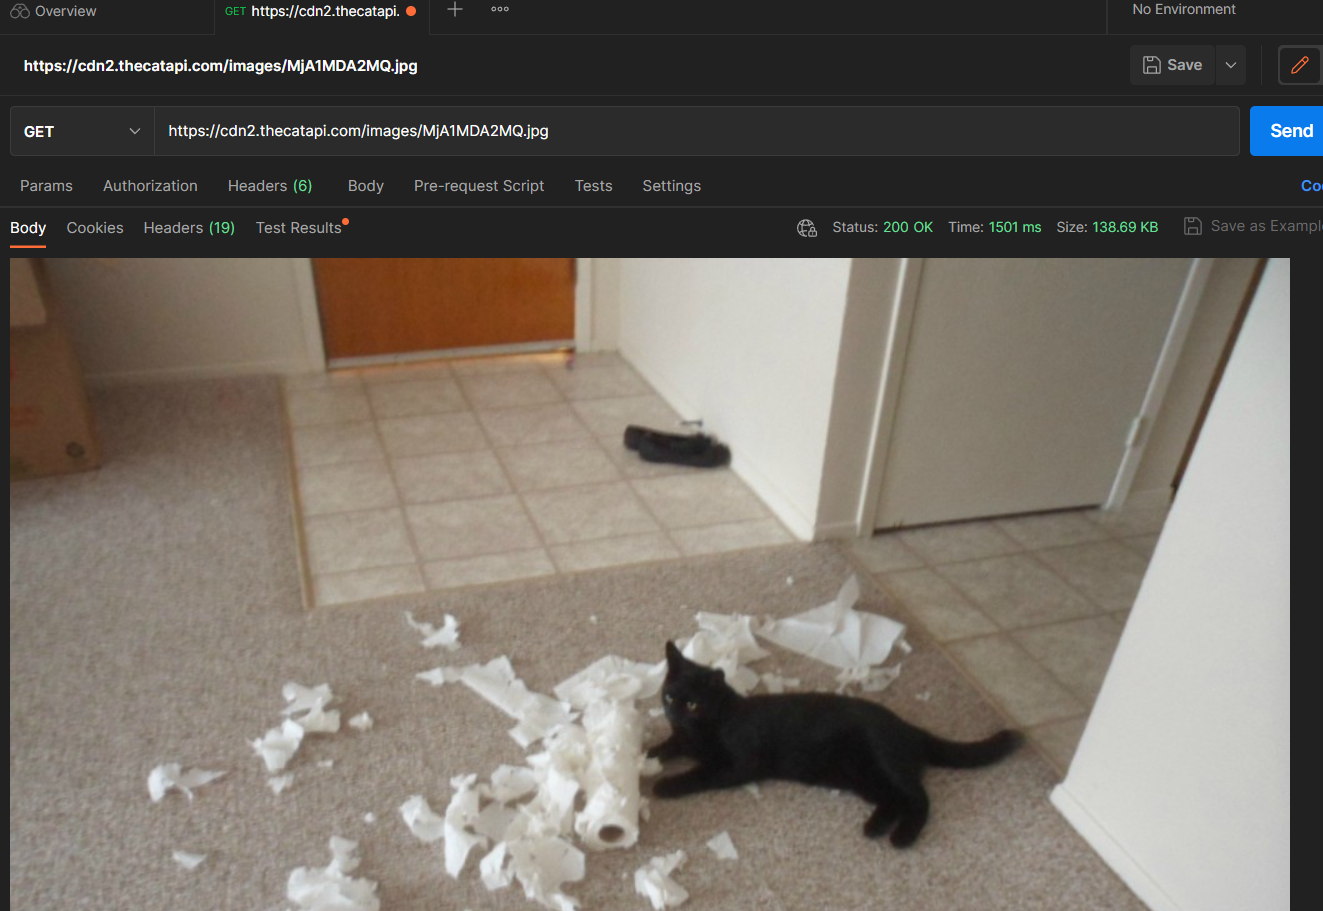 Overview
GET https://cdn2.thecatapi.
No Environment
https://cdn2.thecatapi.com/images/MjA1MDA2MQ.jpg
Save
GET
https://cdn2.thecatapi.com/images/MjA1MDA2MQ.jpg
Send
Params Authorization Headers (6) Body Pre-request Script Tests Settings
Coo
Body Cookies Headers (19) Test Results
Status: 200 OK Time: 1501 ms Size: 138.69 KB
Save as Exampl